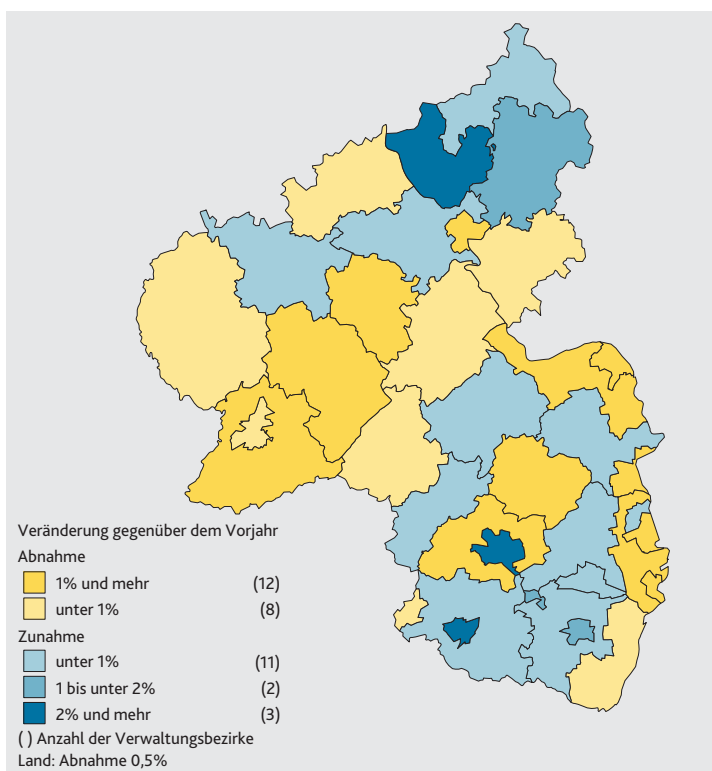 Veränderung gegenüber dem Vorjahr
Abnahme
1% und mehr (12)
unter 1% (8)
Zunahme
unter 1% (11)
1 bis unter 2% (2)
2% und mehr (3)
( ) Anzahl der Verwaltungsbezirke
Land: Abnahme 0,5%